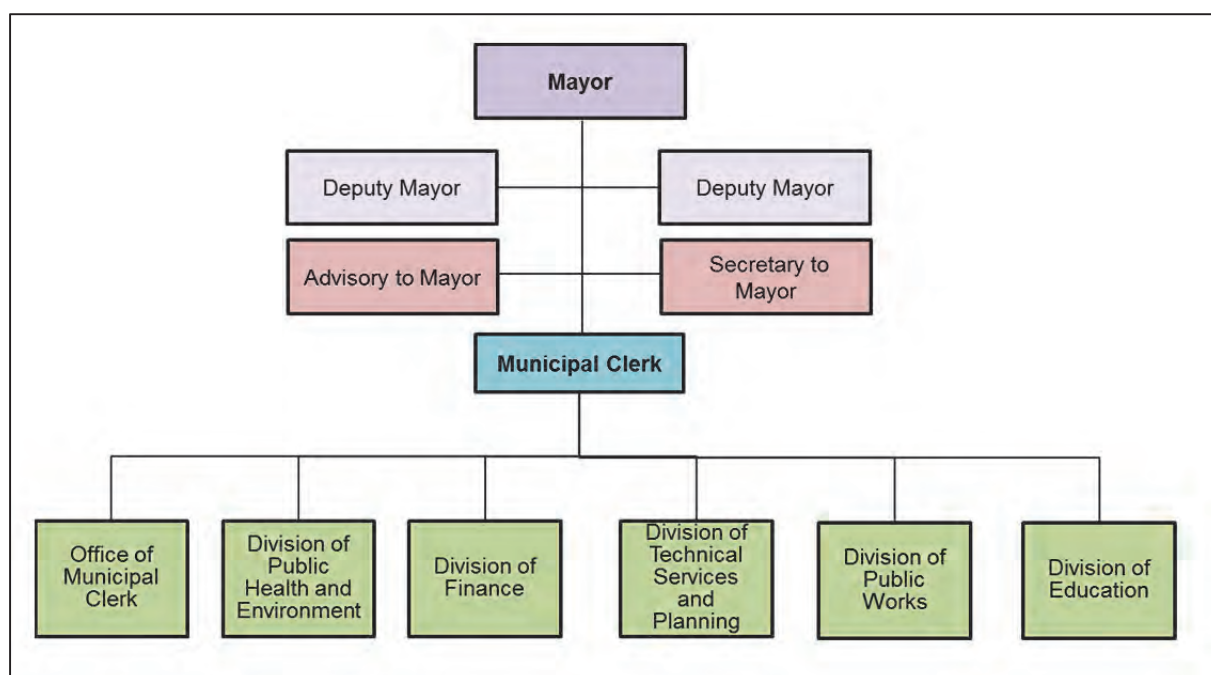 Mayor
Deputy Mayor
Deputy Mayor
Advisory to Mayor
Secretary to
Mayor
Municipal Clerk
Office of
Municipal
Clerk
Division of
Public
Health and
Environment
Division of
Finance
Division of
Technical
Services
and
Planning
Division of
Public
Works
Division of
Education